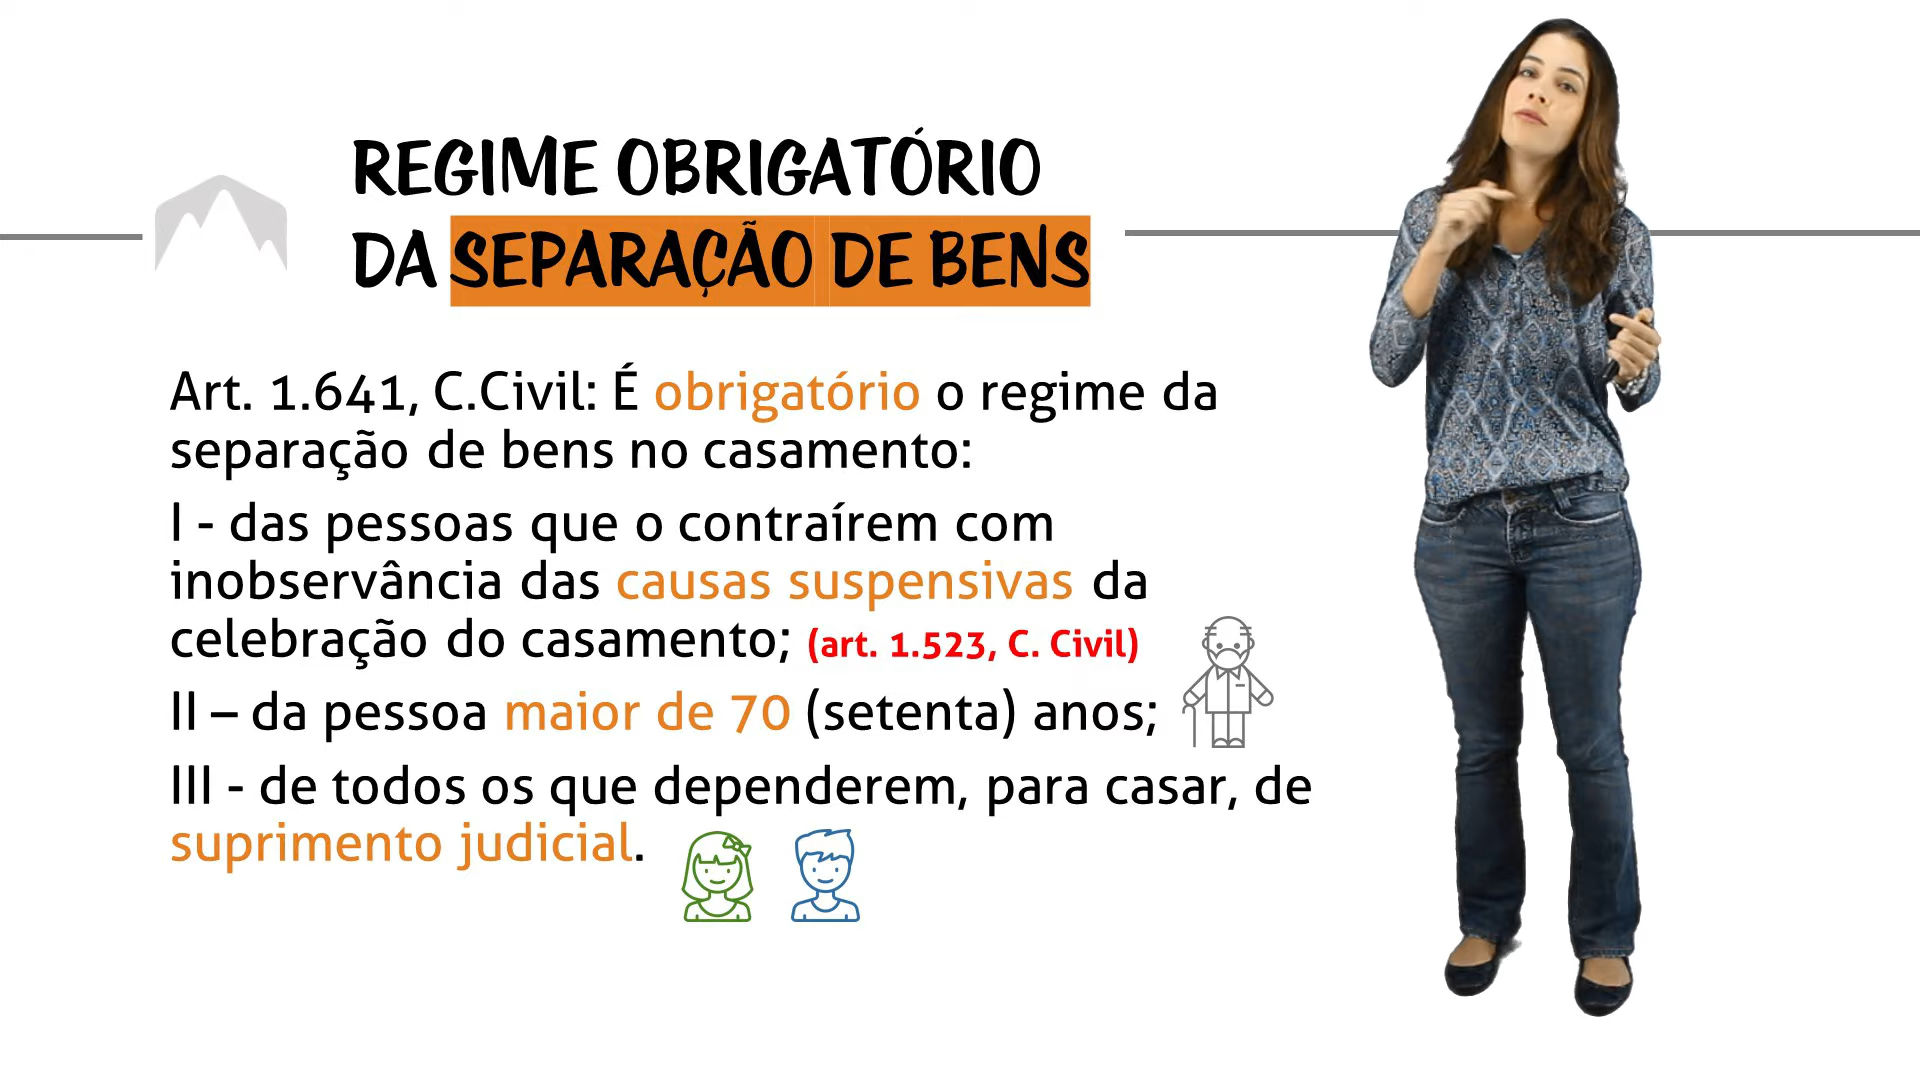 REGIME OBRIGATÓRIO
DA SEPARAÇÃO DE BENS
Art. 1.641, C.Civil: É obrigatório o regime da
separação de bens no casamento:
I - das pessoas que o contraírem com
inobservância das causas suspensivas da
celebração do casamento; (art. 1.523, C. Civil)
II – da pessoa maior de 70 (setenta) anos;
III - de todos os que dependerem, para casar, de
suprimento judicial.